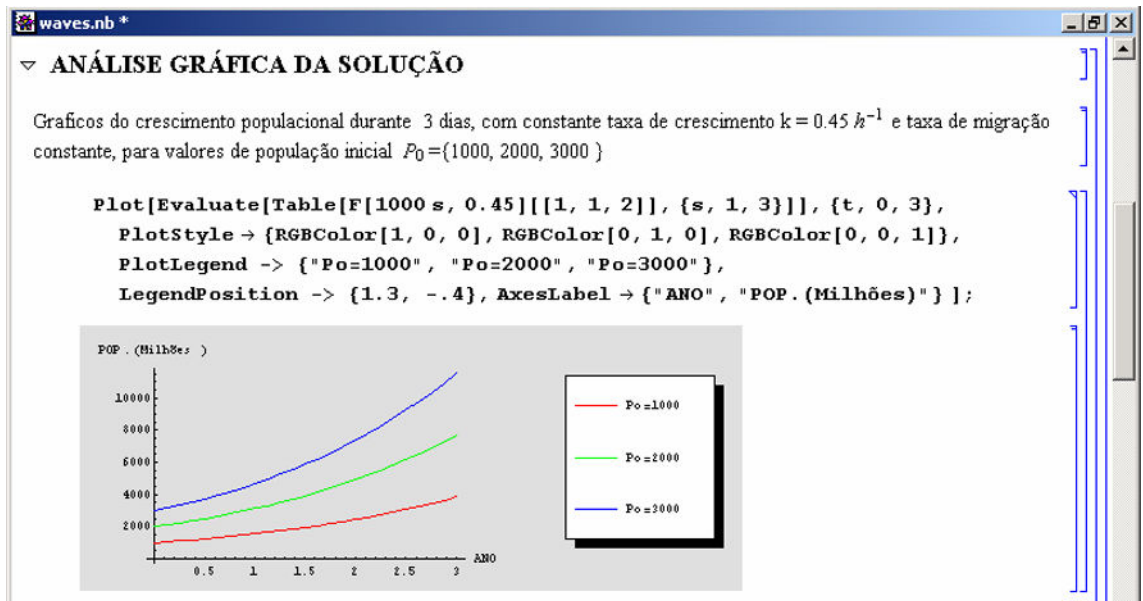 waves.nb *
ANÁLISE GRÁFICA DA SOLUÇÃO
Graficos do crescimento populacional durante 3 dias, com constante taxa de crescimento k = 0.45 h⁻¹ e taxa de migração
constante, para valores de população inicial P₀ ={1000, 2000, 3000 }
Plot[Evaluate[Table[F[1000 s, 0.45][[1, 1, 2]], {s, 1, 3}]], {t, 0, 3},
PlotStyle → {RGBColor[1, 0, 0], RGBColor[0, 1, 0], RGBColor[0, 0, 1]},
PlotLegend -> {"Po=1000", "Po=2000", "Po=3000"},
LegendPosition -> {1.3, -.4}, AxesLabel → {"ANO", "POP.(Milhões)"} ];
POP.(Milhões )
10000
8000
6000
4000
2000
0.5 1 1.5 2 2.5 3
ANO
Po=1000
Po=2000
Po=3000